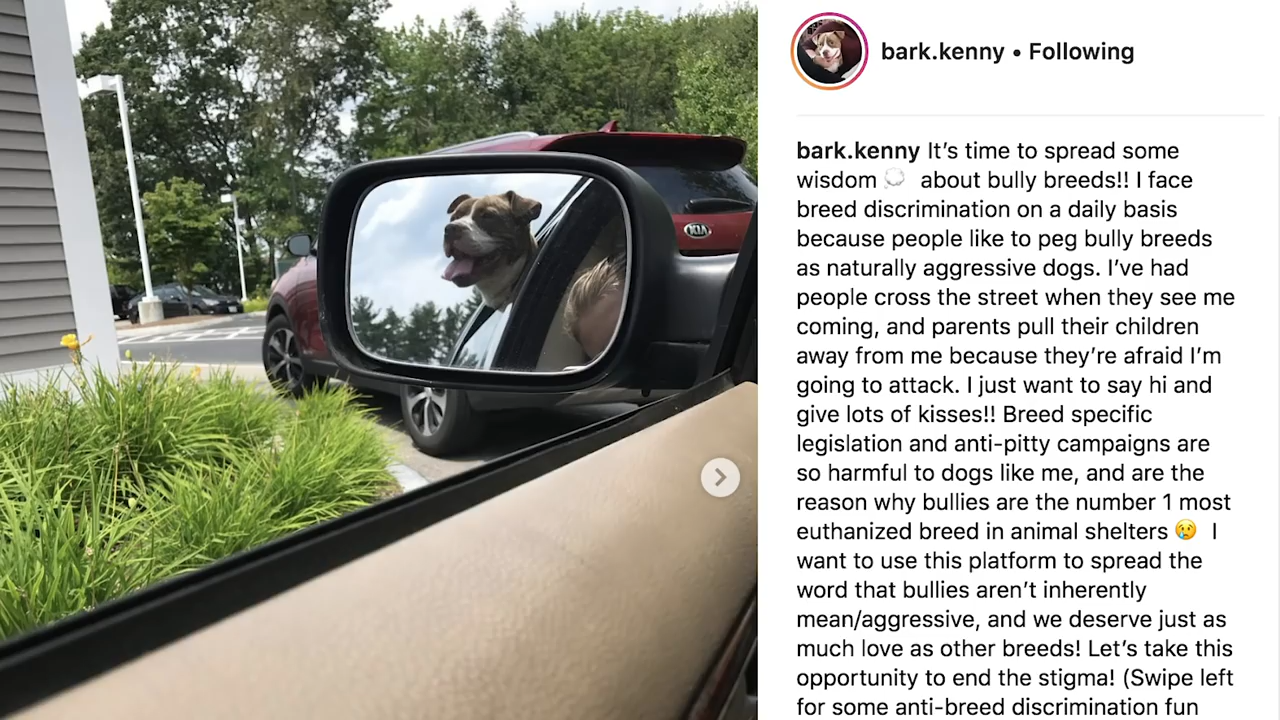 KIA
bark.kenny • Following
bark.kenny It’s time to spread some
wisdom 💭 about bully breeds!! I face
breed discrimination on a daily basis
because people like to peg bully breeds
as naturally aggressive dogs. I’ve had
people cross the street when they see me
coming, and parents pull their children
away from me because they’re afraid I’m
going to attack. I just want to say hi and
give lots of kisses!! Breed specific
legislation and anti-pitty campaigns are
so harmful to dogs like me, and are the
reason why bullies are the number 1 most
euthanized breed in animal shelters 😢 I
want to use this platform to spread the
word that bullies aren’t inherently
mean/aggressive, and we deserve just as
much love as other breeds! Let’s take this
opportunity to end the stigma! (Swipe left
for some anti-breed discrimination fun